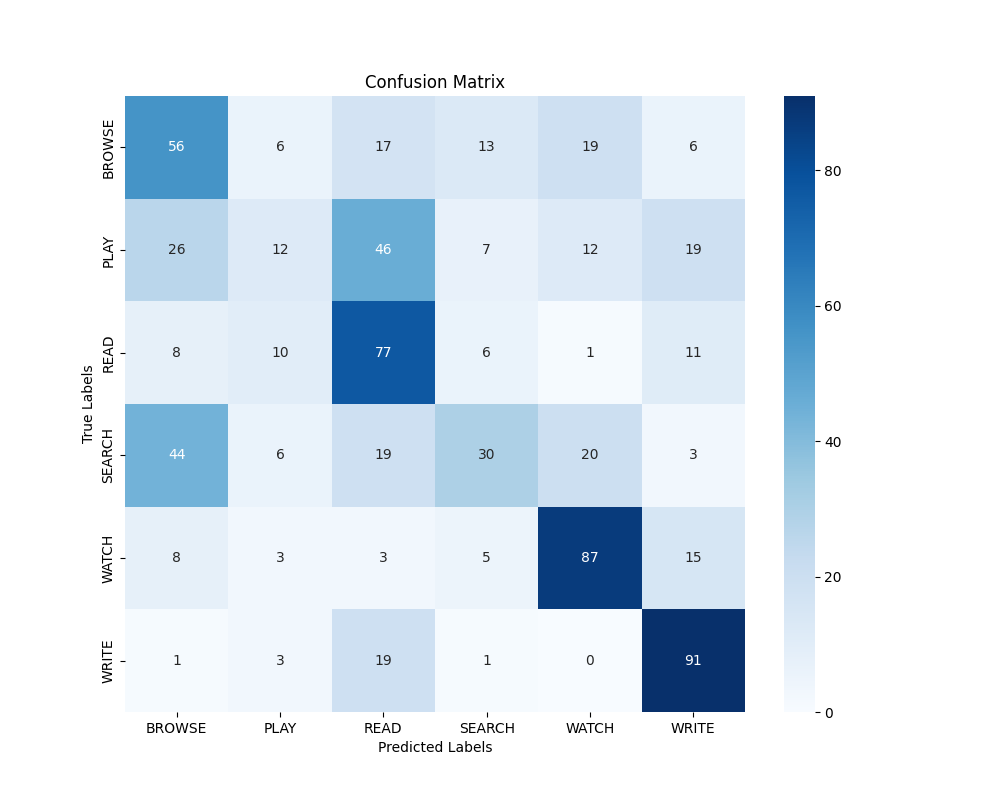 Confusion Matrix
BROWSE 56 6 17 13 19 6
PLAY 26 12 46 7 12 19
READ 8 10 77 6 1 11
SEARCH 44 6 19 30 20 3
WATCH 8 3 3 5 87 15
WRITE 1 3 19 1 0 91
BROWSE PLAY READ SEARCH WATCH WRITE
Predicted Labels
True Labels
80
60
40
20
0